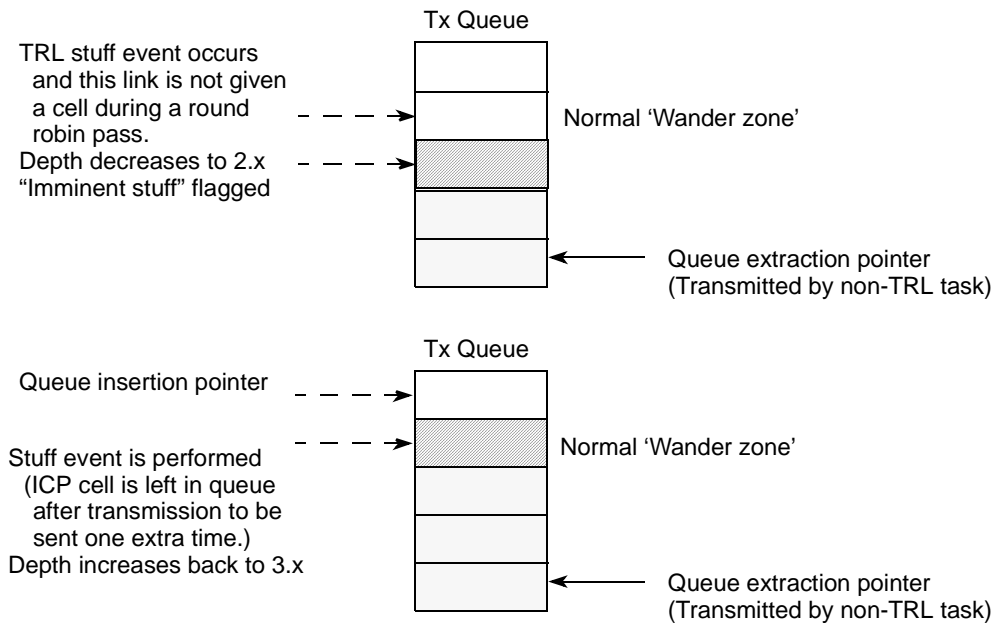 Tx Queue
TRL stuff event occurs
and this link is not given
a cell during a round
robin pass.
Depth decreases to 2.x
“Imminent stuff” flagged
Normal ‘Wander zone’
Queue extraction pointer
(Transmitted by non-TRL task)
Tx Queue
Queue insertion pointer
Normal ‘Wander zone’
Stuff event is performed
(ICP cell is left in queue
after transmission to be
sent one extra time.)
Depth increases back to 3.x
Queue extraction pointer
(Transmitted by non-TRL task)